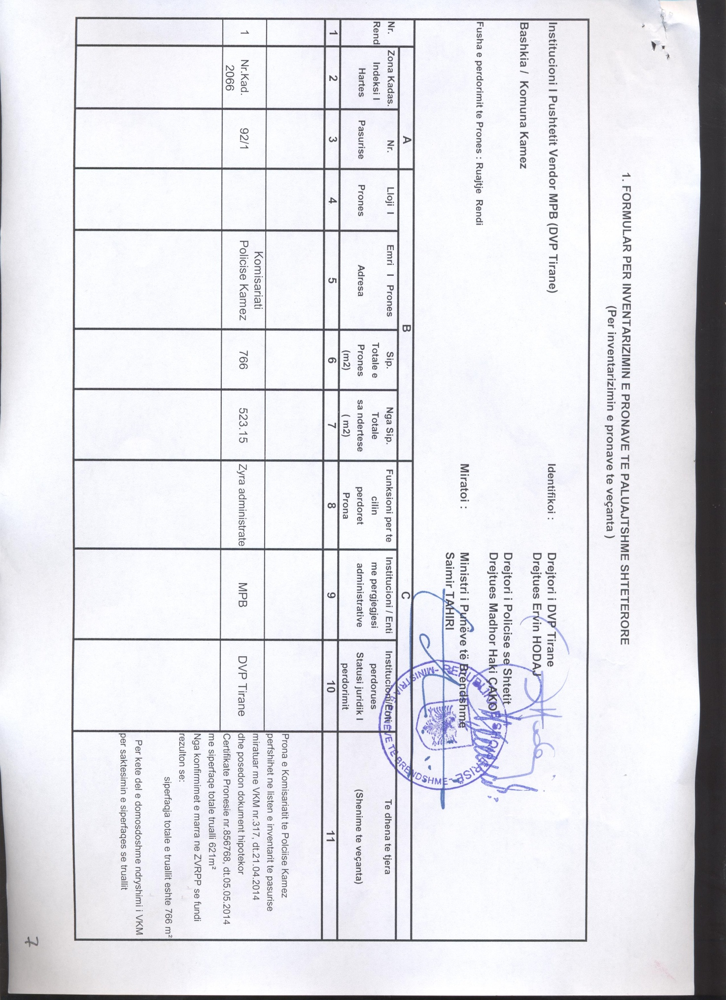 1. FORMULAR PER INVENTARIZIMIN E PRONAVE TE PALUAJTSHME SHTETERORE
(Per inventarizimin e pronave te veçanta )
Institucioni I Pushtetit Vendor MPB (DVP Tirane)
Bashkia / Komuna Kamez
Fusha e perdorimit te Prones : Ruajtje Rendi
Identifikoi :
Drejtori i DVP Tirane
Drejtues Ervin HODAJ
Drejtori i Policise se Shtetit
Drejtues Madhor Haki ÇAKO
Miratoi :
Ministri i Punëve të Brendshme
Saimir TAHIRI
A
B
C
Nr.
Rend
Zona Kadas.
Indeksi I
Hartes
Nr.
Pasurise
Lloji I
Prones
Emri I Prones
Adresa
Sip.
Totale e
Prones
(m2)
Nga Sip.
Totale
sa ndertese
( m2)
Funksioni per te
cilin
perdoret
Prona
Institucioni / Enti
me pergjegjesi
administrative
Institucioni/Enti
perdorues
Statusi juridik I
perdorimit
Te dhena te tjera
(Shenime te veçanta)
1 2 3 4 5 6 7 8 9 10 11
1
Nr.Kad.
2066
92/1
Komisariati
Policise Kamez
766
523.15
Zyra administrate
MPB
DVP Tirane
Prona e Komisariatit te Polciise Kamez
perfshihet ne listen e inventarit te pasurise
miratuar me VKM nr.317, dt.21.04.2014
dhe posedon dokument hipotekor
Certifikate Pronesie nr.856768, dt.05.05.2014
me siperfaqe totale trualli 621m²
Nga konfirmimet e marra ne ZVRPP se fundi
rezulton se:
siperfaqja totale e truallit eshte 766 m²
Per kete del e domosdoshme ndryshimi i VKM
per saktesimin e siperfaqes se truallit
7